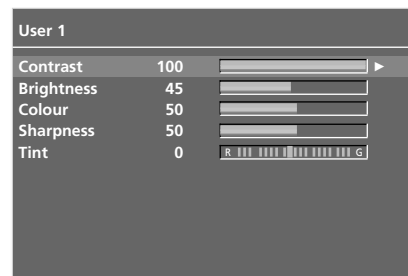 User 1
Contrast 100
Brightness 45
Colour 50
Sharpness 50
Tint 0 R G